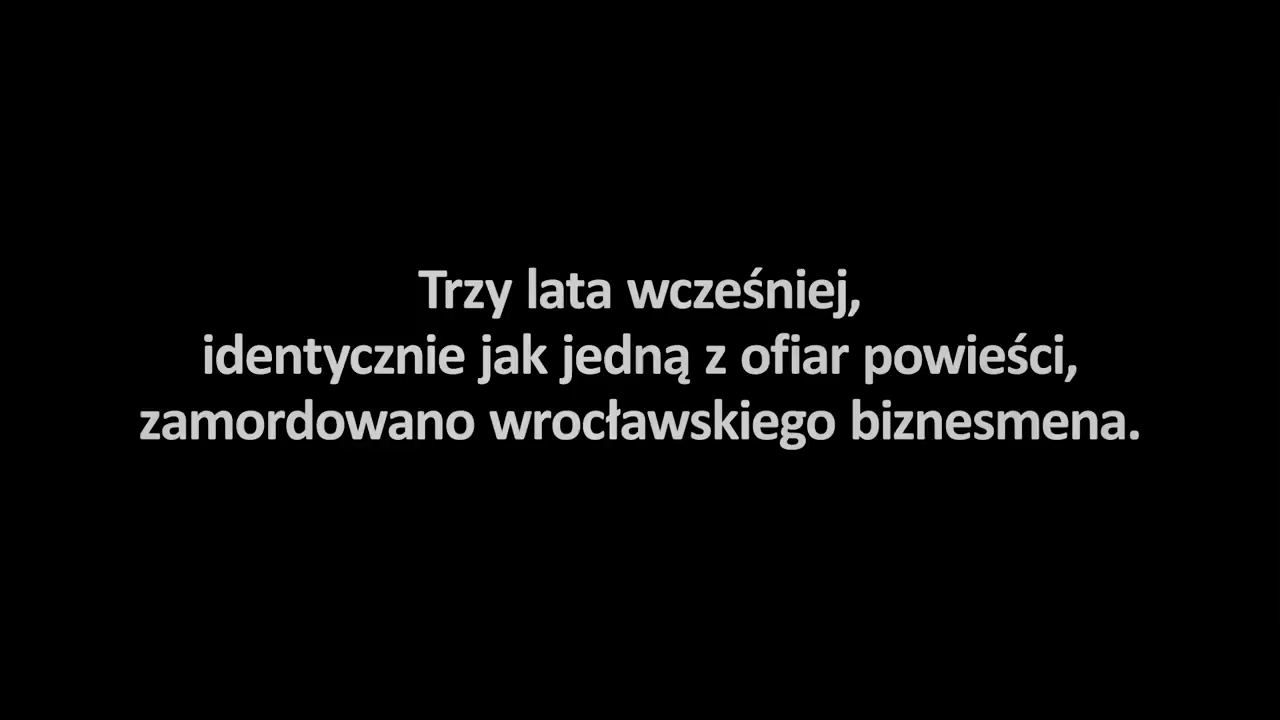 Trzy lata wcześniej,
identycznie jak jedną z ofiar powieści,
zamordowano wrocławskiego biznesmena.